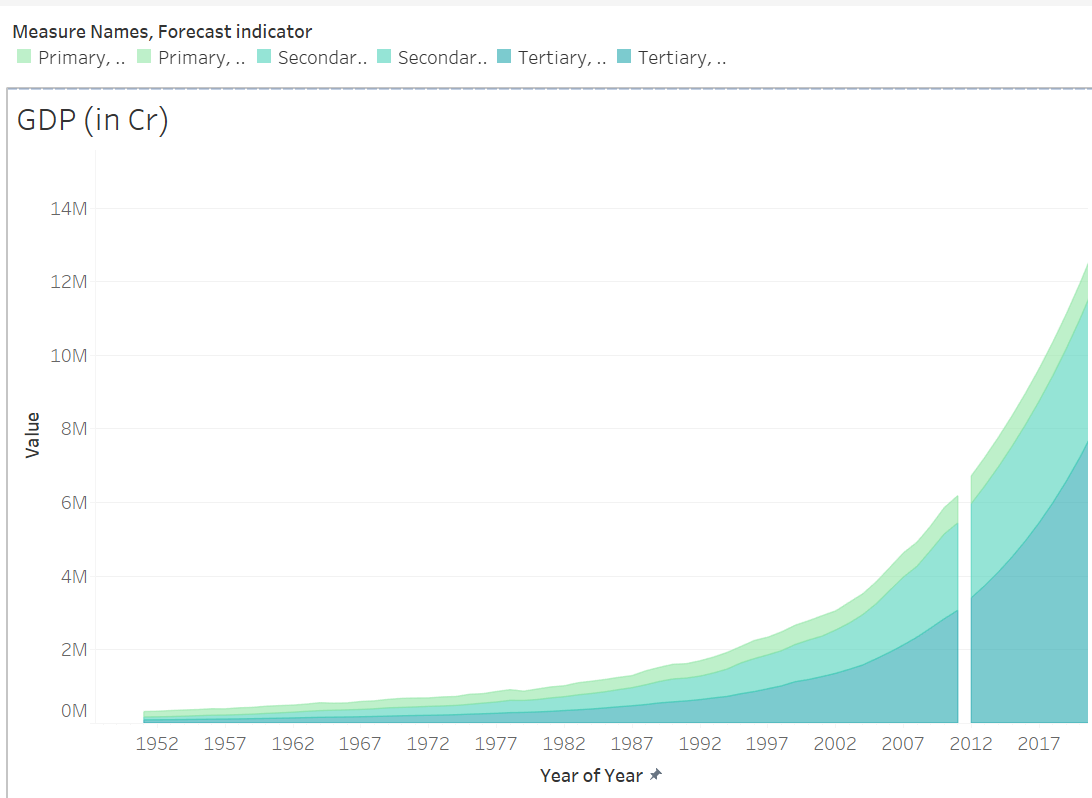 Measure Names, Forecast indicator
Primary, .. Primary, .. Secondar.. Secondar.. Tertiary, .. Tertiary, ..
GDP (in Cr)
14M
12M
10M
8M
6M
4M
2M
0M
Value
1952 1957 1962 1967 1972 1977 1982 1987 1992 1997 2002 2007 2012 2017
Year of Year